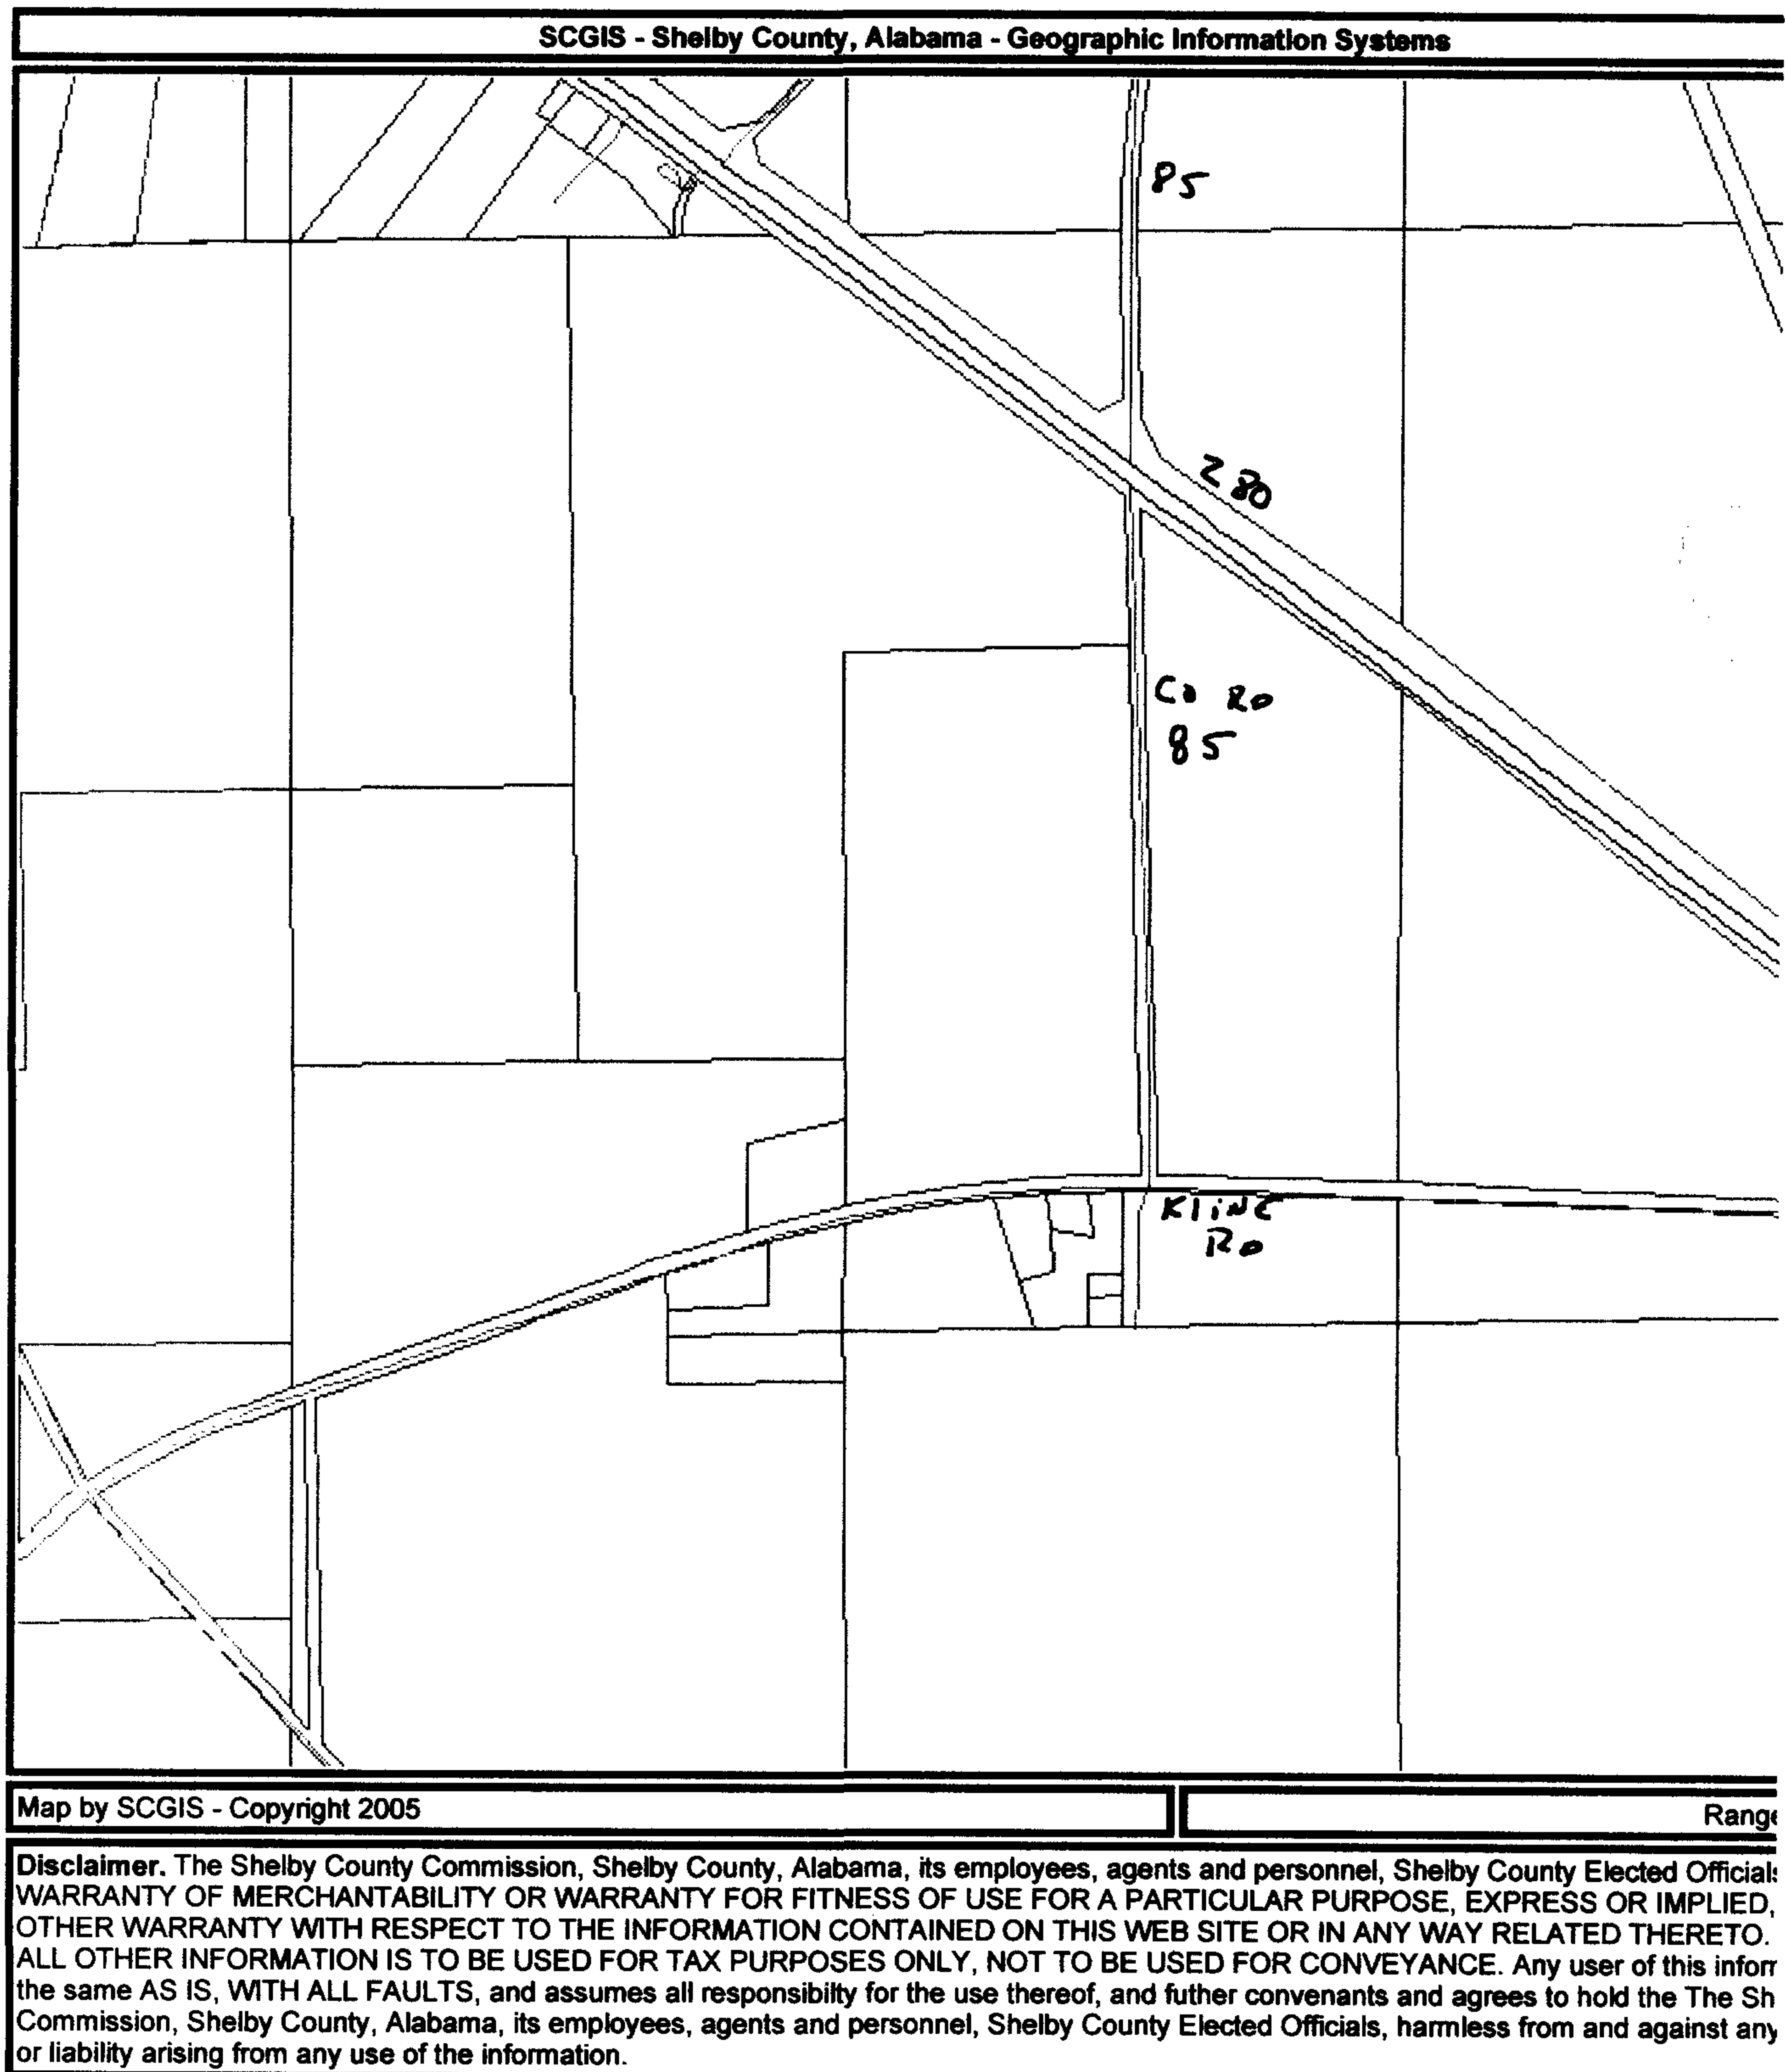 SCGIS - Shelby County, Alabama - Geographic Information Systems
85
280
Co RD
85
KliNE
RD
Map by SCGIS - Copyright 2005
Range
Disclaimer. The Shelby County Commission, Shelby County, Alabama, its employees, agents and personnel, Shelby County Elected Officials
WARRANTY OF MERCHANTABILITY OR WARRANTY FOR FITNESS OF USE FOR A PARTICULAR PURPOSE, EXPRESS OR IMPLIED,
OTHER WARRANTY WITH RESPECT TO THE INFORMATION CONTAINED ON THIS WEB SITE OR IN ANY WAY RELATED THERETO.
ALL OTHER INFORMATION IS TO BE USED FOR TAX PURPOSES ONLY, NOT TO BE USED FOR CONVEYANCE. Any user of this inform
the same AS IS, WITH ALL FAULTS, and assumes all responsibilty for the use thereof, and futher convenants and agrees to hold the The Sh
Commission, Shelby County, Alabama, its employees, agents and personnel, Shelby County Elected Officials, harmless from and against any
or liability arising from any use of the information.